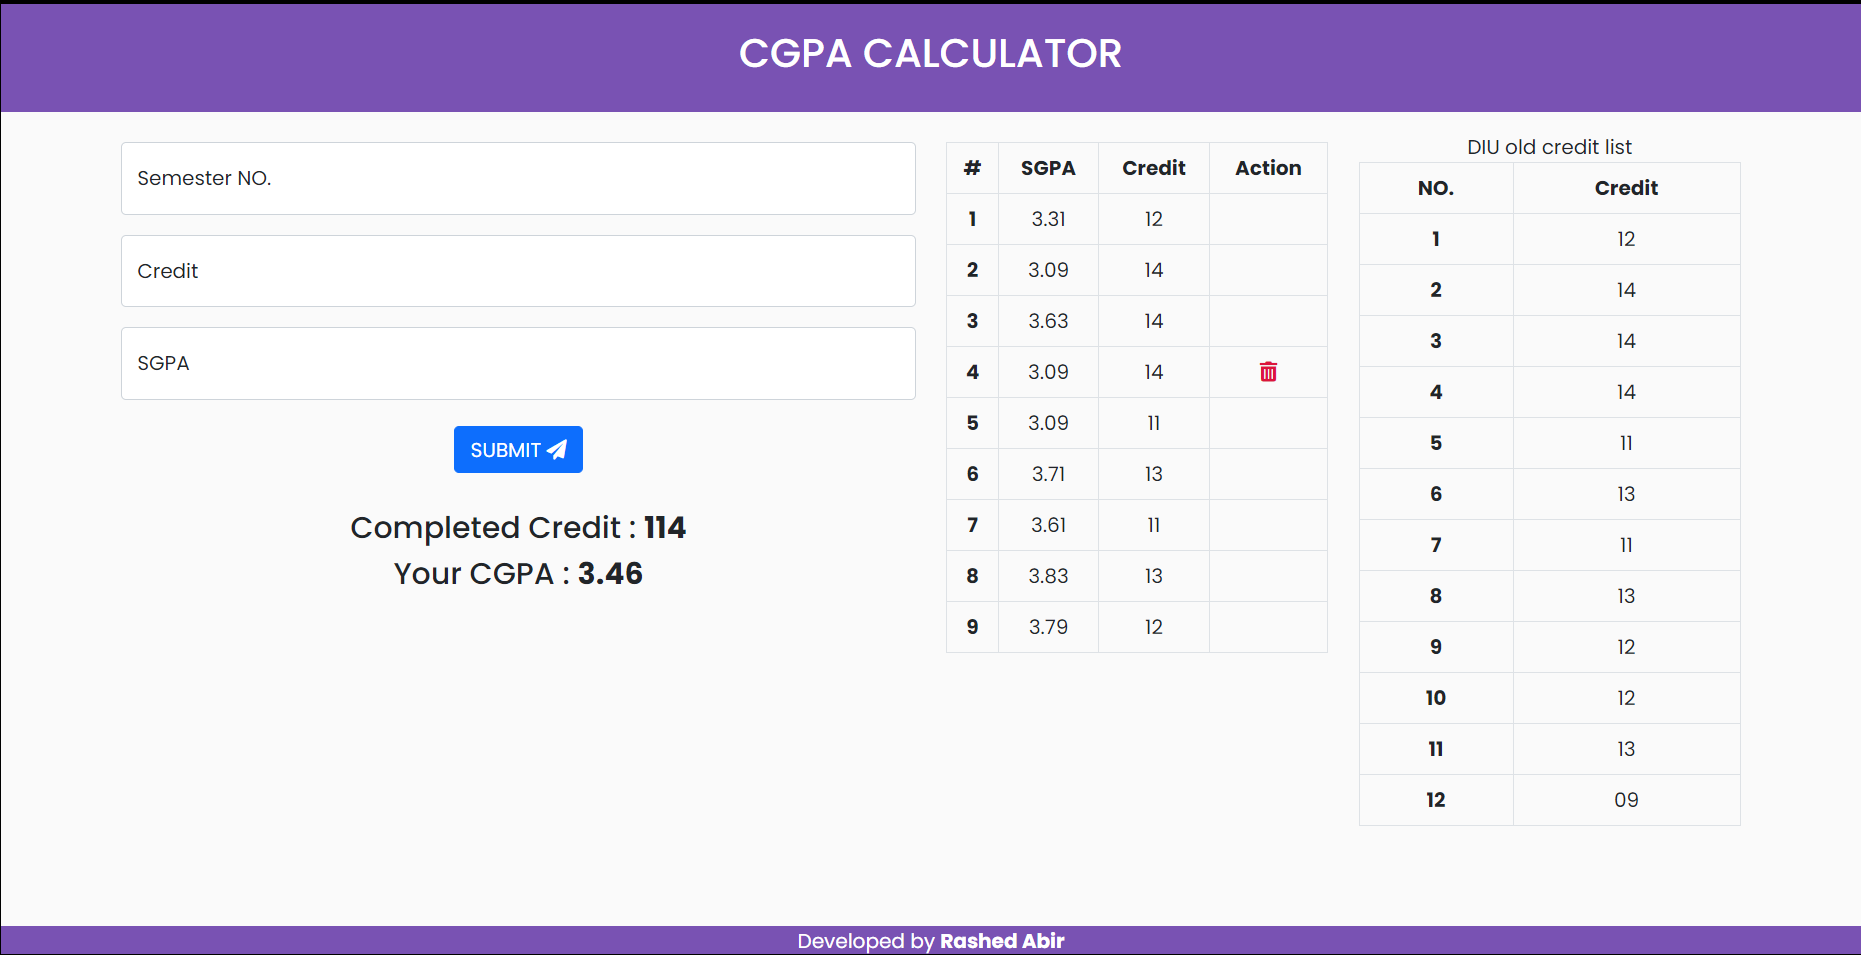 CGPA CALCULATOR
Semester NO.
Credit
SGPA
SUBMIT
Completed Credit : 114
Your CGPA : 3.46
# SGPA Credit Action
1 3.31 12
2 3.09 14
3 3.63 14
4 3.09 14
5 3.09 11
6 3.71 13
7 3.61 11
8 3.83 13
9 3.79 12
DIU old credit list
NO. Credit
1 12
2 14
3 14
4 14
5 11
6 13
7 11
8 13
9 12
10 12
11 13
12 09
Developed by Rashed Abir